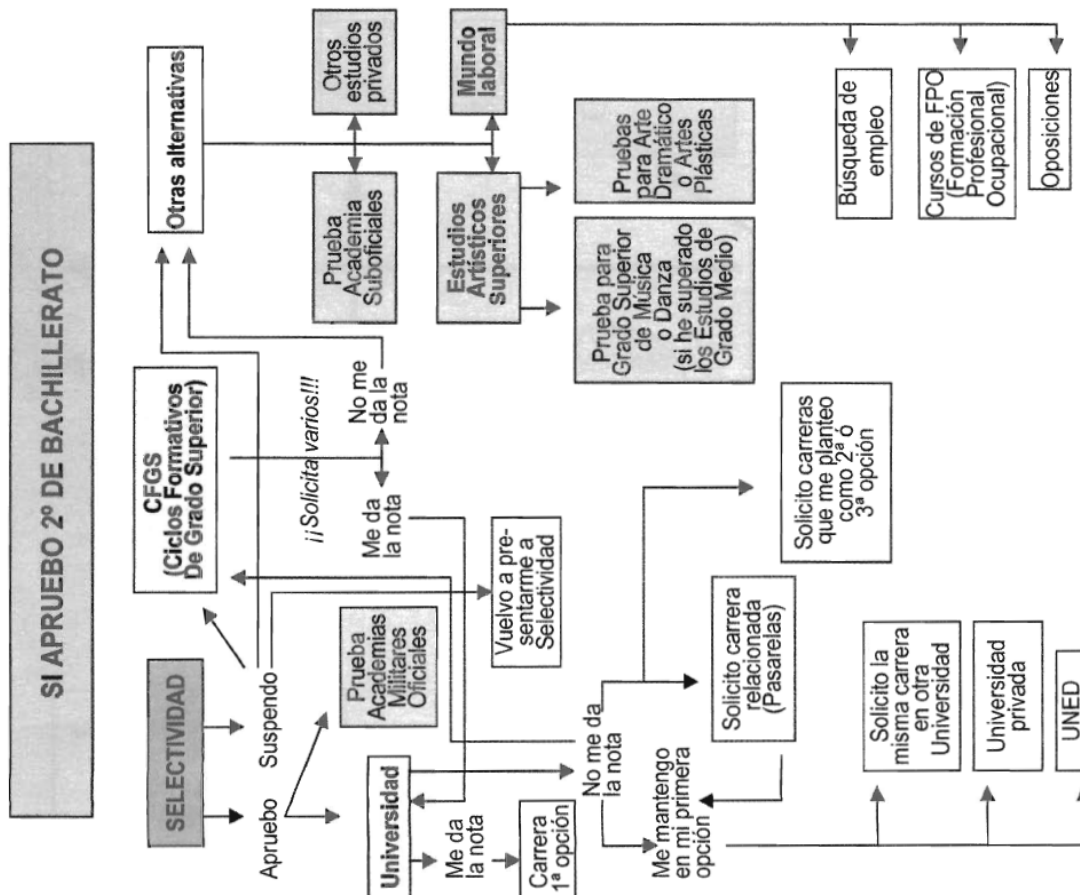 SI APRUEBO 2º DE BACHILLERATO
SELECTIVIDAD
Apruebo
Suspendo
CFGS
(Ciclos Formativos
De Grado Superior)
Otras alternativas
¡¡Solicita varios!!!
Universidad
Prueba
Academias
Militares
Oficiales
Me da
la nota
No me
da la
nota
Prueba
Academia
Suboficiales
Otros
estudios
privados
Me da
la nota
Carrera
1ª opción
Vuelvo a pre-
sentarme a
Selectividad
Estudios
Artísticos
Superiores
Mundo
laboral
No me da
la nota
Prueba para
Grado Superior
de Música
o Danza
(si he superado
los Estudios de
Grado Medio)
Pruebas
para Arte
Dramático
o Artes
Plásticas
Me mantengo
en mi primera
opción
Solicito carrera
relacionada
(Pasarelas)
Solicito carreras
que me planteo
como 2ª ó
3ª opción
Solicito la
misma carrera
en otra
Universidad
Universidad
privada
UNED
Búsqueda de
empleo
Cursos de FPO
(Formación
Profesional
Ocupacional)
Oposiciones